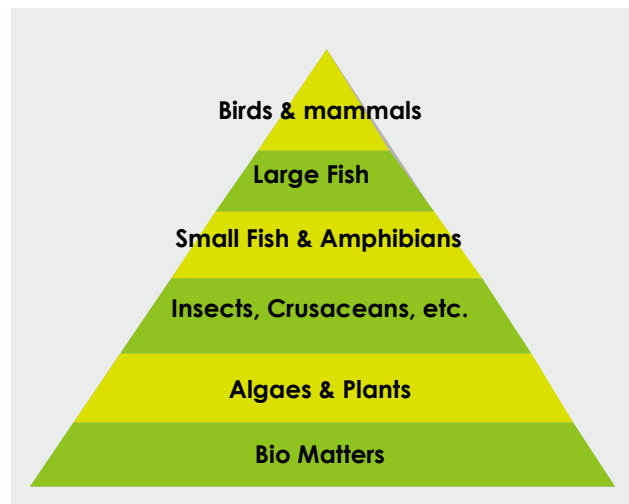 Birds & mammals
Large Fish
Small Fish & Amphibians
Insects, Crusaceans, etc.
Algaes & Plants
Bio Matters